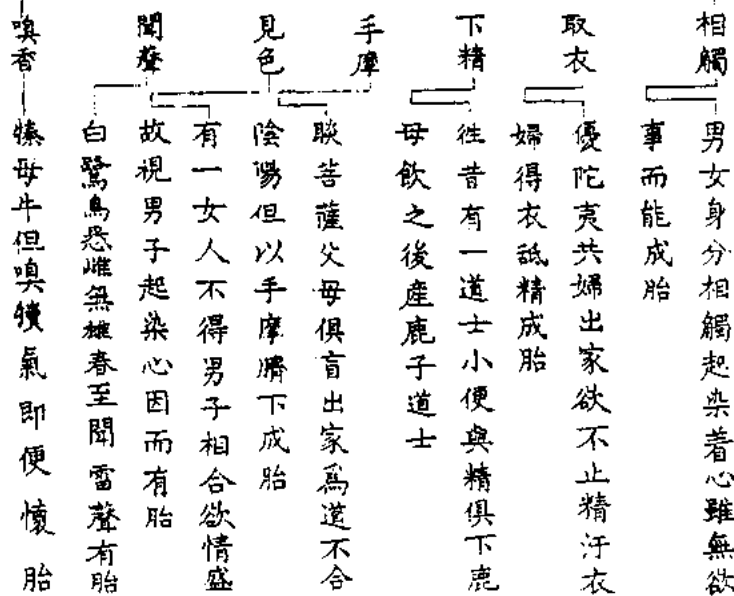 相觸
男女身分相觸起染着心雖無欲
事而能成胎
取衣
優陀夷共婦出家欲不止精汙衣
婦得衣舐精成胎
下精
徃昔有一道士小便與精俱下鹿
母飲之後產鹿子道士
手摩
睒菩薩父母俱盲出家爲道不合
陰陽但以手摩臍下成胎
見色
有一女人不得男子相合欲情盛
故視男子起染心因而有胎
聞聲
白鷺鳥悉雌無雄春至聞雷聲有胎
嗅香
㹀母牛但嗅犢氣即便懷胎